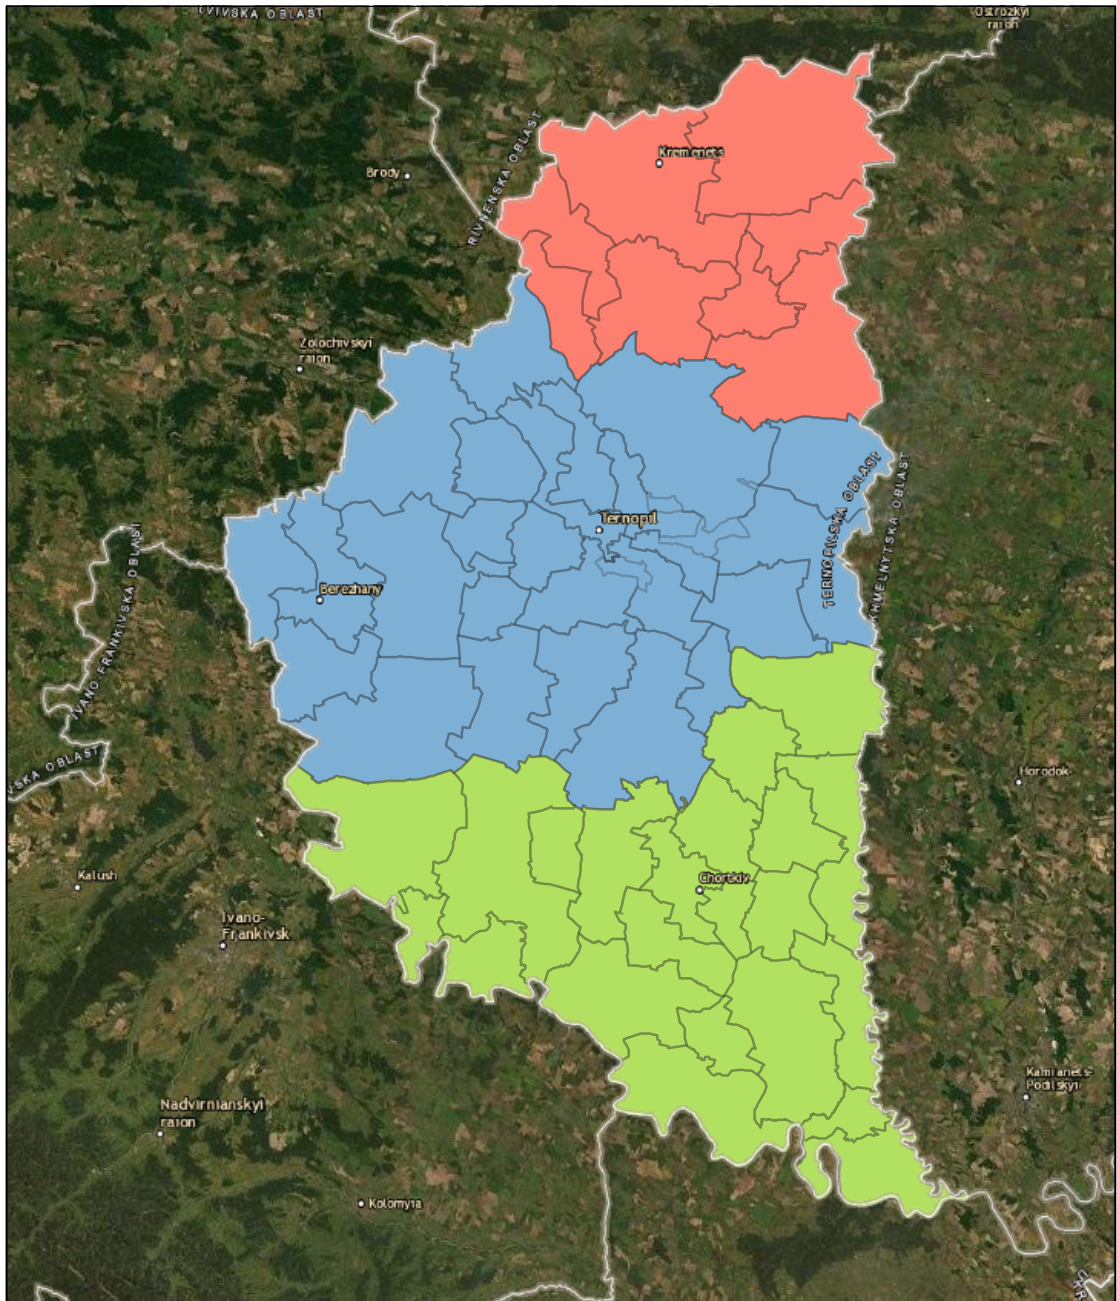 LVIVSKA OBLAST
Ostrozkyi
raion
Kremenets
Brody
RIVNENSKA OBLAST
Zolochivskyi
raion
Ternopil
TERNOPILSKA OBLAST
KHMELNYTSKA OBLAST
Berezhany
IVANO-FRANKIVSKA OBLAST
VSKA OBLAST
Horodok
Kalush
Chortkiv
Ivano-
Frankivsk
Kamianets-
Podilskyi
Nadvirnianskyi
raion
Kolomyia